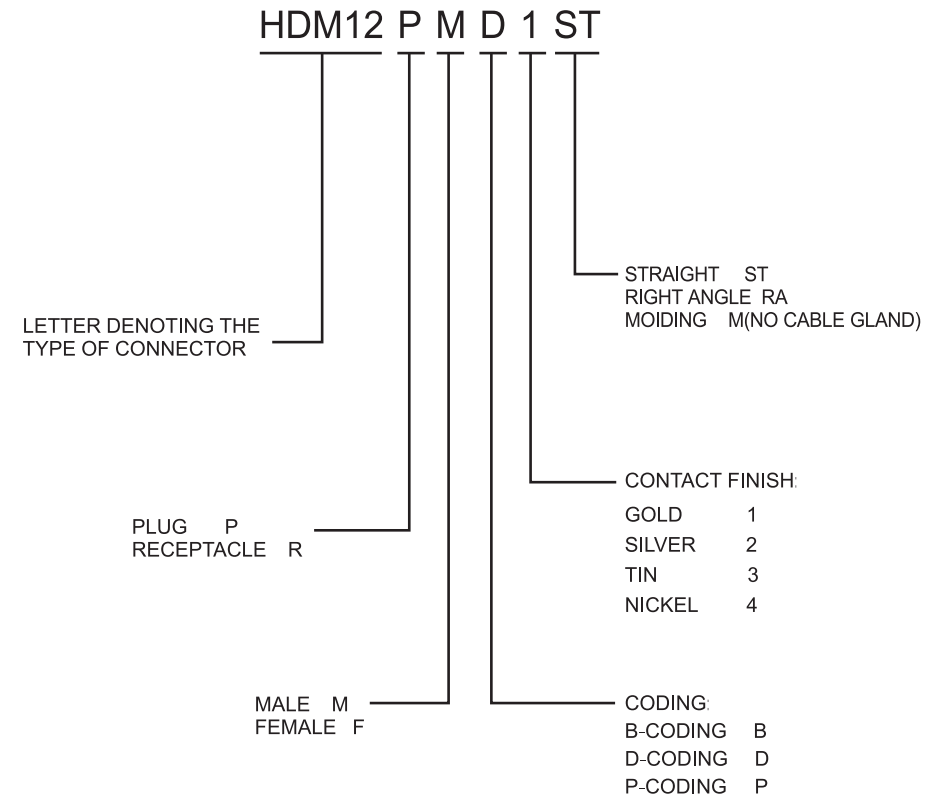 HDM12 P M D 1 ST
STRAIGHT ST
RIGHT ANGLE RA
MOIDING M(NO CABLE GLAND)
LETTER DENOTING THE
TYPE OF CONNECTOR
CONTACT FINISH:
GOLD 1
SILVER 2
TIN 3
NICKEL 4
PLUG P
RECEPTACLE R
MALE M
FEMALE F
CODING:
B-CODING B
D-CODING D
P-CODING P